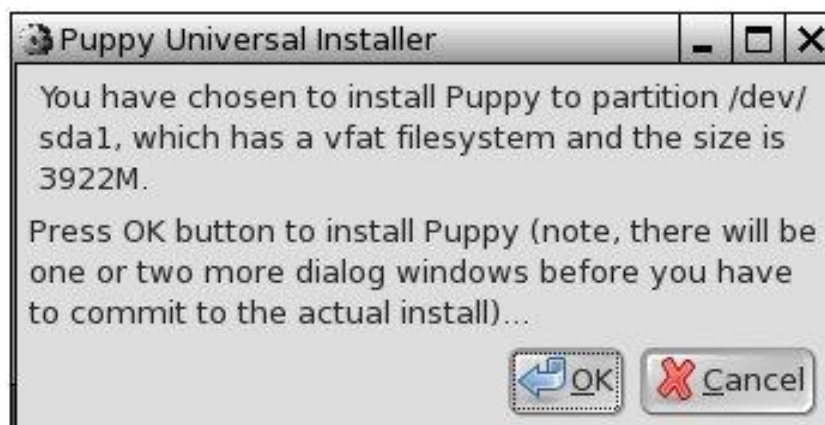 Puppy Universal Installer
You have chosen to install Puppy to partition /dev/
sda1, which has a vfat filesystem and the size is
3922M.
Press OK button to install Puppy (note, there will be
one or two more dialog windows before you have
to commit to the actual install)...
OK Cancel